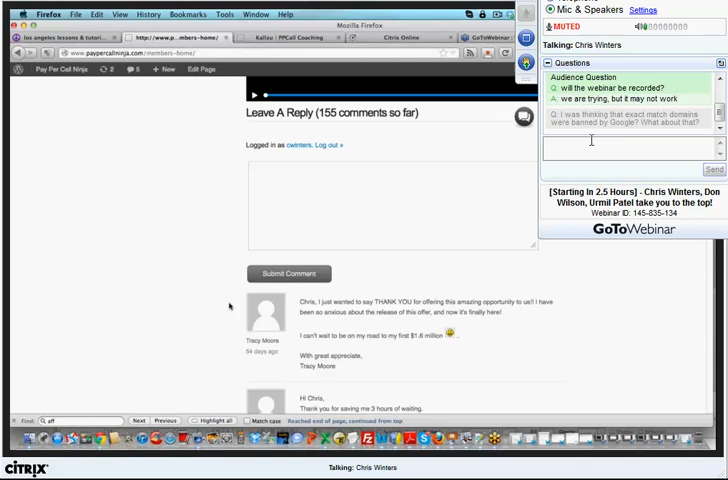 Firefox File Edit View History Bookmarks Tools Window Help
Mozilla Firefox
los angeles lessons & tutori...
http://www.p...mbers-home/
Kallau / PPCall Coaching
Citrix Online
GoToWebinar
www.paypercallninja.com/members-home/
Google
Pay Per Call Ninja 2 5 + New Edit Page
Leave A Reply (155 comments so far)
Logged in as cwinters. Log out »
Submit Comment
Chris, I just wanted to say THANK YOU for offering this amazing opportunity to us!! I have
been so anxious about the release of this offer, and now it's finally here!
I can't wait to be on my road to my first $1.6 million
With great appreciate,
Tracy Moore
Tracy Moore
54 days ago
Hi Chris,
Thank you for saving me 3 hours of waiting.
Find: aff Next Previous Highlight all Match case Reached end of page, continued from top
Mic & Speakers Settings
MUTED
Talking: Chris Winters
Questions
Audience Question
Q: will the webinar be recorded?
A: we are trying, but it may not work
Q: I was thinking that exact match domains
were banned by Google? What about that?
Send
[Starting In 2.5 Hours] - Chris Winters, Don
Wilson, Urmil Patel take you to the top!
Webinar ID: 145-835-134
GoToWebinar
CITRIX
Talking: Chris Winters